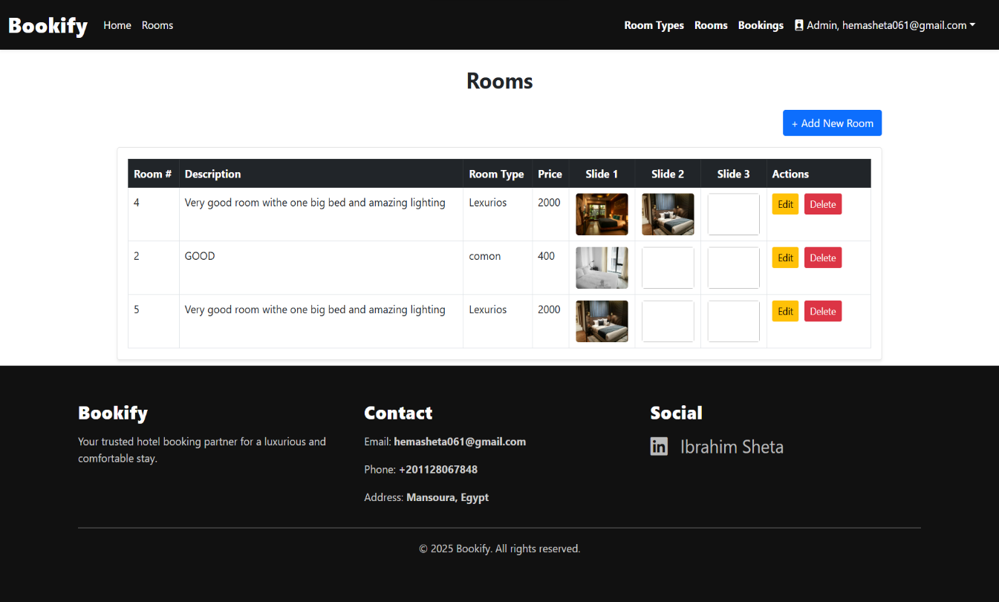 Bookify Home Rooms Room Types Rooms Bookings Admin, hemasheta061@gmail.com
Rooms
+ Add New Room
Room # Description Room Type Price Slide 1 Slide 2 Slide 3 Actions
4 Very good room withe one big bed and amazing lighting Lexurios 2000 Edit Delete
2 GOOD comon 400 Edit Delete
5 Very good room withe one big bed and amazing lighting Lexurios 2000 Edit Delete
Bookify
Your trusted hotel booking partner for a luxurious and
comfortable stay.
Contact
Email: hemasheta061@gmail.com
Phone: +201128067848
Address: Mansoura, Egypt
Social
in Ibrahim Sheta
© 2025 Bookify. All rights reserved.